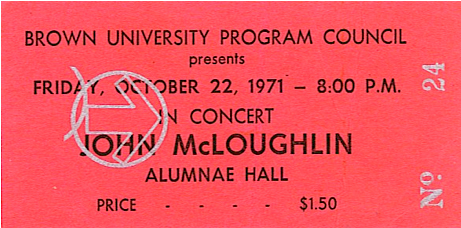 BROWN UNIVERSITY PROGRAM COUNCIL
presents
FRIDAY, OCTOBER 22, 1971 – 8:00 P.M.
IN CONCERT
JOHN McLOUGHLIN
ALUMNAE HALL
PRICE - - - - $1.50
No. 24